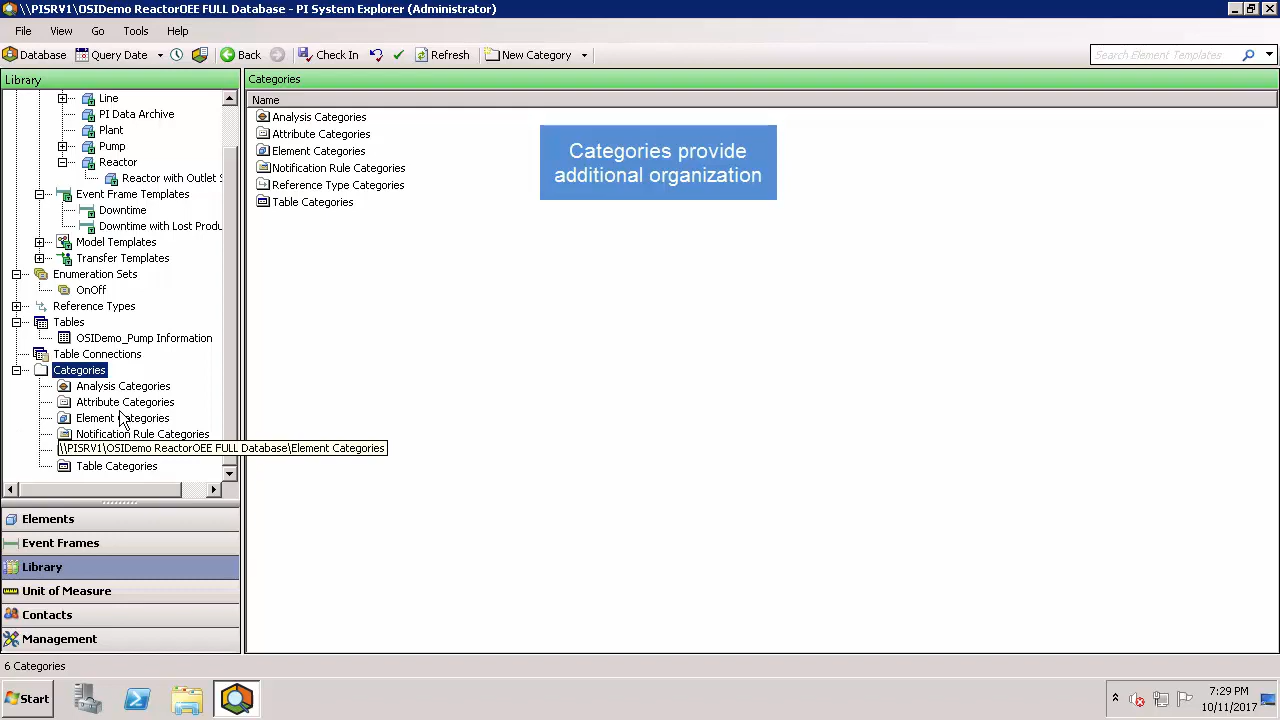 \\PISRV1\OSIDemo ReactorOEE FULL Database - PI System Explorer (Administrator)
File View Go Tools Help
Database Query Date Back Check In Refresh New Category Search Element Templates
Library
Line
PI Data Archive
Plant
Pump
Reactor
Reactor with Outlet S
Event Frame Templates
Downtime
Downtime with Lost Produ
Model Templates
Transfer Templates
Enumeration Sets
OnOff
Reference Types
Tables
OSIDemo_Pump Information
Table Connections
Categories
Analysis Categories
Attribute Categories
Element Categories
Notification Rule Categories
\\PISRV1\OSIDemo ReactorOEE FULL Database\Element Categories
Table Categories
Elements
Event Frames
Library
Unit of Measure
Contacts
Management
Categories
Name
Analysis Categories
Attribute Categories
Element Categories
Notification Rule Categories
Reference Type Categories
Table Categories
Categories provide
additional organization
6 Categories
Start
7:29 PM
10/11/2017